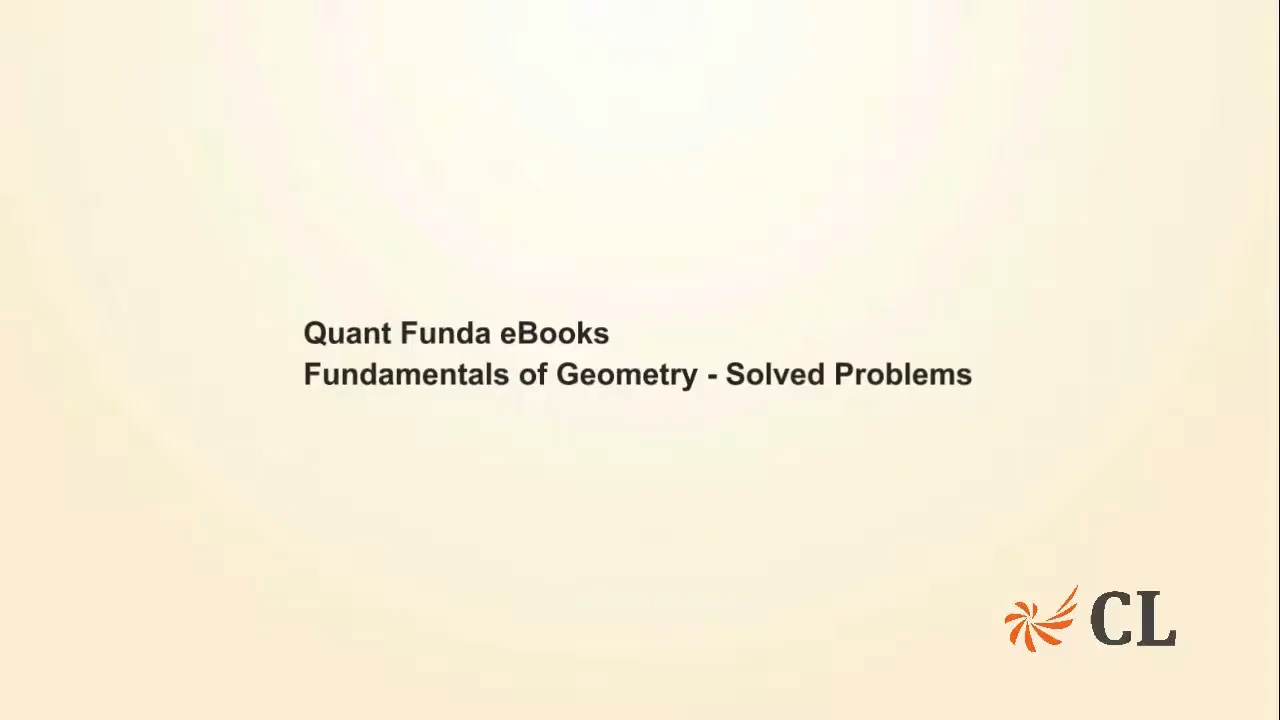 Quant Funda eBooks
Fundamentals of Geometry - Solved Problems
CL